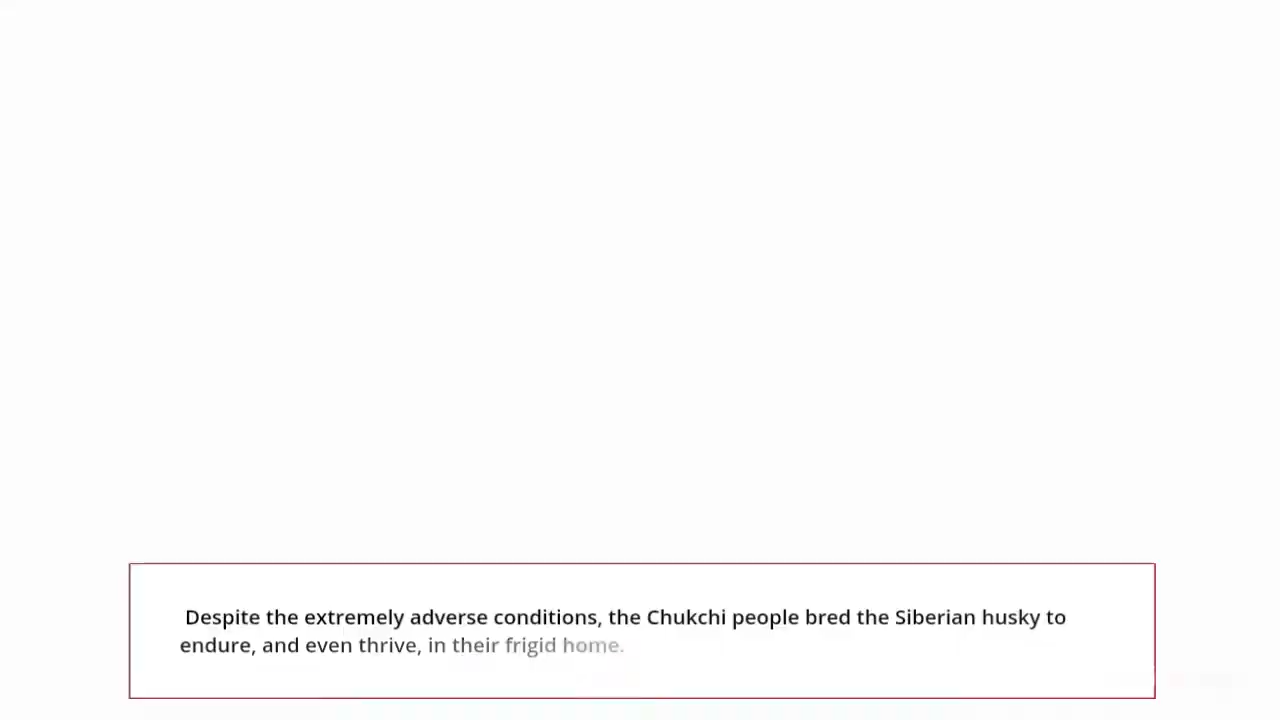 Despite the extremely adverse conditions, the Chukchi people bred the Siberian husky to
endure, and even thrive, in their frigid home.